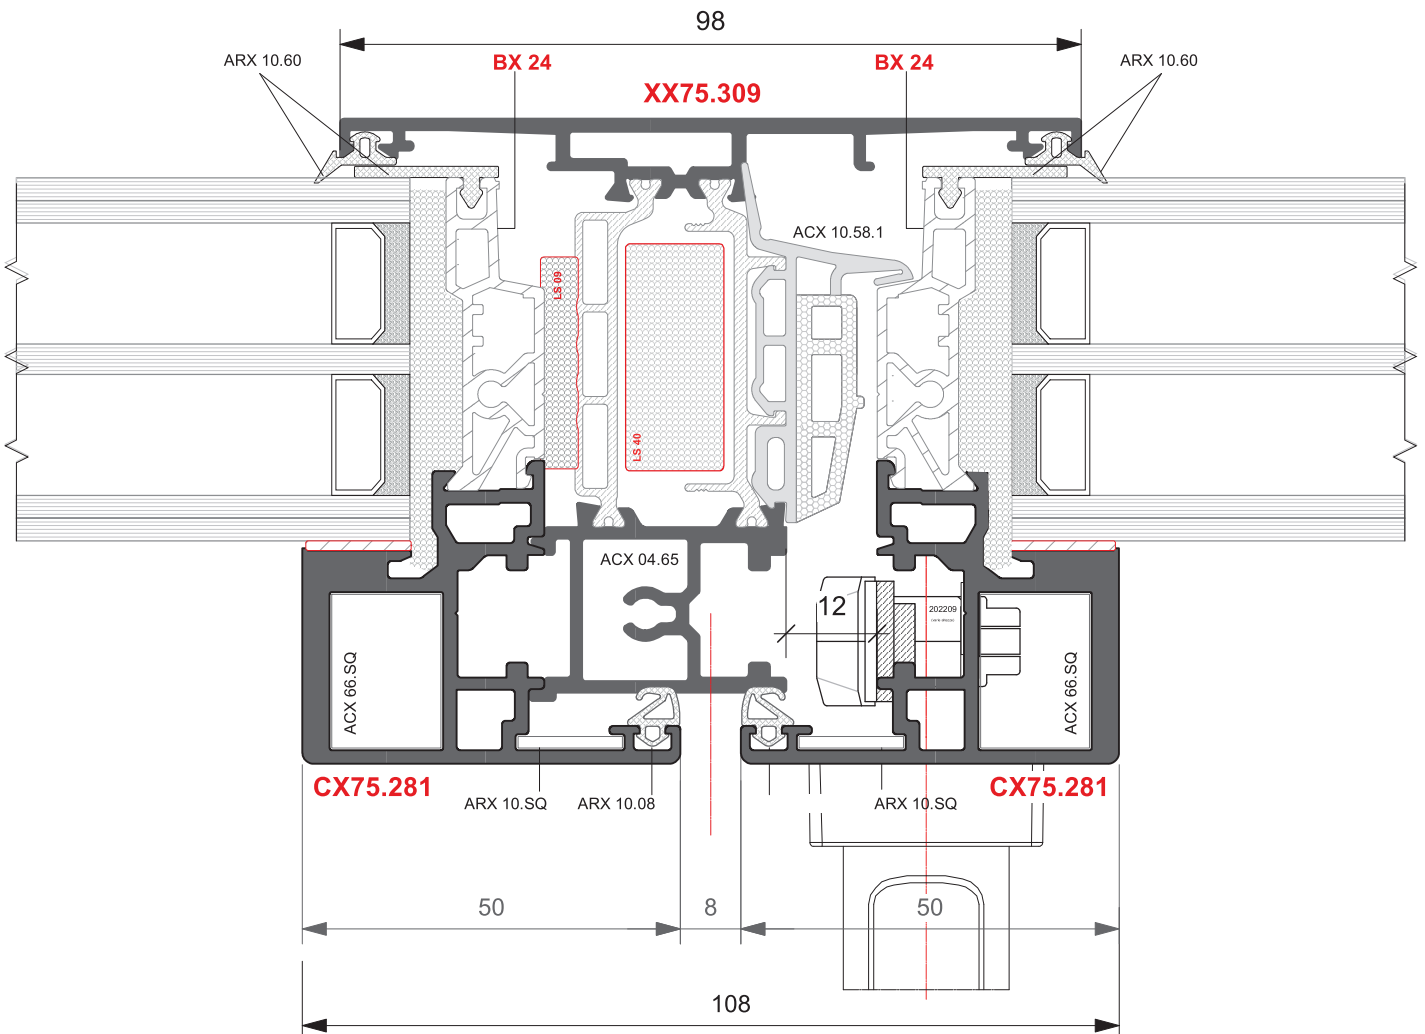 98
ARX 10.60
BX 24
BX 24
ARX 10.60
XX75.309
ACX 10.58.1
LS 09
LS 40
ACX 04.65
12
202209
ACX 66.SQ
ACX 66.SQ
CX75.281
CX75.281
ARX 10.SQ
ARX 10.08
ARX 10.SQ
50
8
50
108